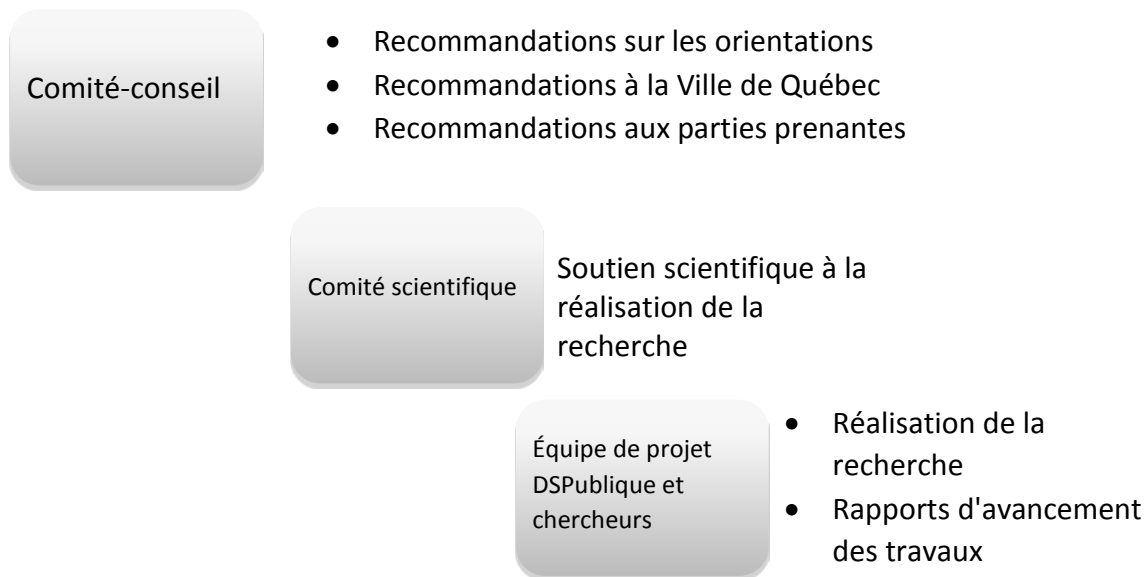 Comité-conseil
• Recommandations sur les orientations
• Recommandations à la Ville de Québec
• Recommandations aux parties prenantes
Comité scientifique
Soutien scientifique à la
réalisation de la
recherche
Équipe de projet
DSPublique et
chercheurs
• Réalisation de la
recherche
• Rapports d'avancement
des travaux